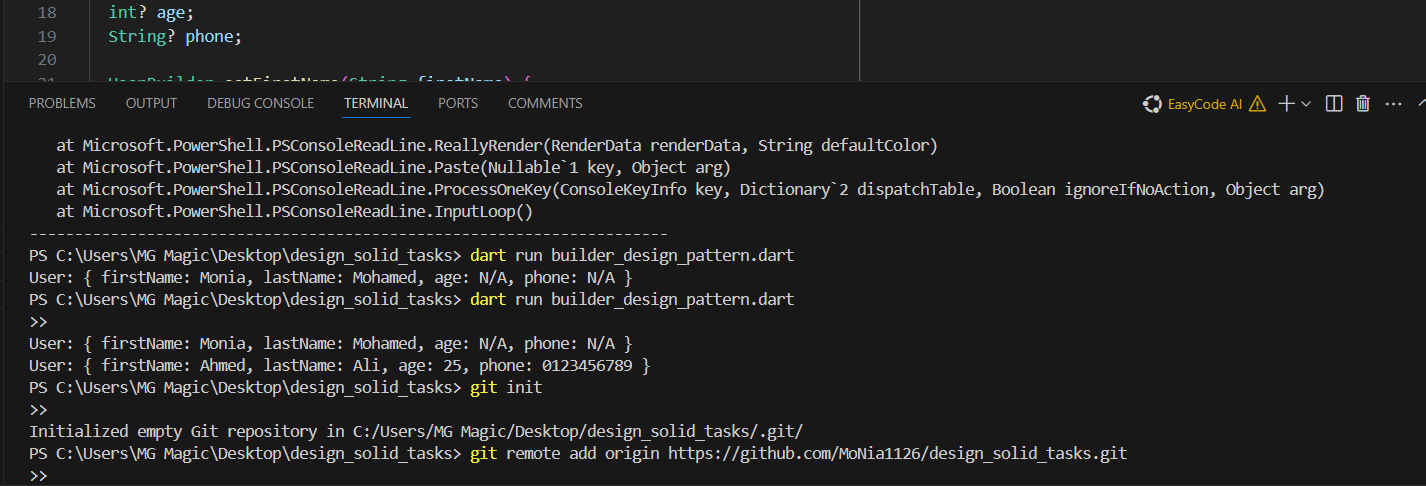 18 int? age;
19 String? phone;
20
21 UserBuilder setFirstName(String firstName) {
PROBLEMS OUTPUT DEBUG CONSOLE TERMINAL PORTS COMMENTS EasyCode AI
at Microsoft.PowerShell.PSConsoleReadLine.ReallyRender(RenderData renderData, String defaultColor)
at Microsoft.PowerShell.PSConsoleReadLine.Paste(Nullable`1 key, Object arg)
at Microsoft.PowerShell.PSConsoleReadLine.ProcessOneKey(ConsoleKeyInfo key, Dictionary`2 dispatchTable, Boolean ignoreIfNoAction, Object arg)
at Microsoft.PowerShell.PSConsoleReadLine.InputLoop()
-----------------------------------------------------------------------
PS C:\Users\MG Magic\Desktop\design_solid_tasks> dart run builder_design_pattern.dart
User: { firstName: Monia, lastName: Mohamed, age: N/A, phone: N/A }
PS C:\Users\MG Magic\Desktop\design_solid_tasks> dart run builder_design_pattern.dart
>>
User: { firstName: Monia, lastName: Mohamed, age: N/A, phone: N/A }
User: { firstName: Ahmed, lastName: Ali, age: 25, phone: 0123456789 }
PS C:\Users\MG Magic\Desktop\design_solid_tasks> git init
>>
Initialized empty Git repository in C:/Users/MG Magic/Desktop/design_solid_tasks/.git/
PS C:\Users\MG Magic\Desktop\design_solid_tasks> git remote add origin https://github.com/MoNia1126/design_solid_tasks.git
>>